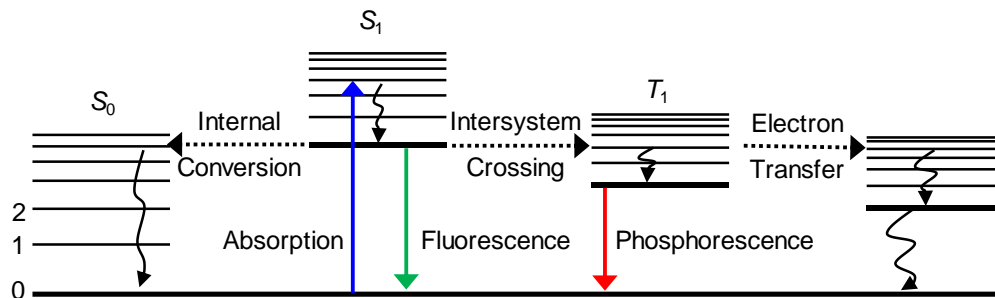 S₁
S₀
T₁
Internal
Conversion
Intersystem
Crossing
Electron
Transfer
2
1
0
Absorption
Fluorescence
Phosphorescence